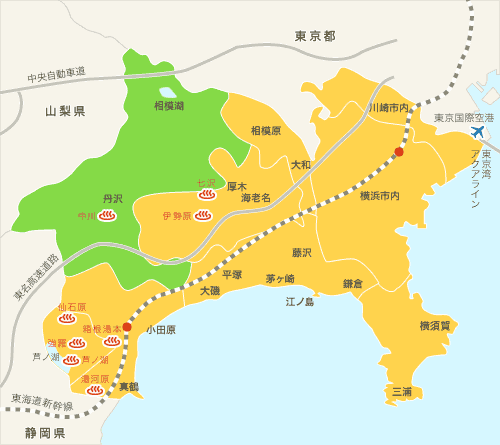 東京都
中央自動車道
山梨県
相模湖
川崎市内
東京国際空港
相模原
東京湾
アクアライン
大和
七沢
厚木
海老名
横浜市内
丹沢
中川
伊勢原
東名高速道路
藤沢
平塚
茅ヶ崎
鎌倉
大磯
江ノ島
仙石原
箱根湯本
小田原
横須賀
強羅
芦ノ湖
芦ノ湖
湯河原
真鶴
三浦
東海道新幹線
静岡県